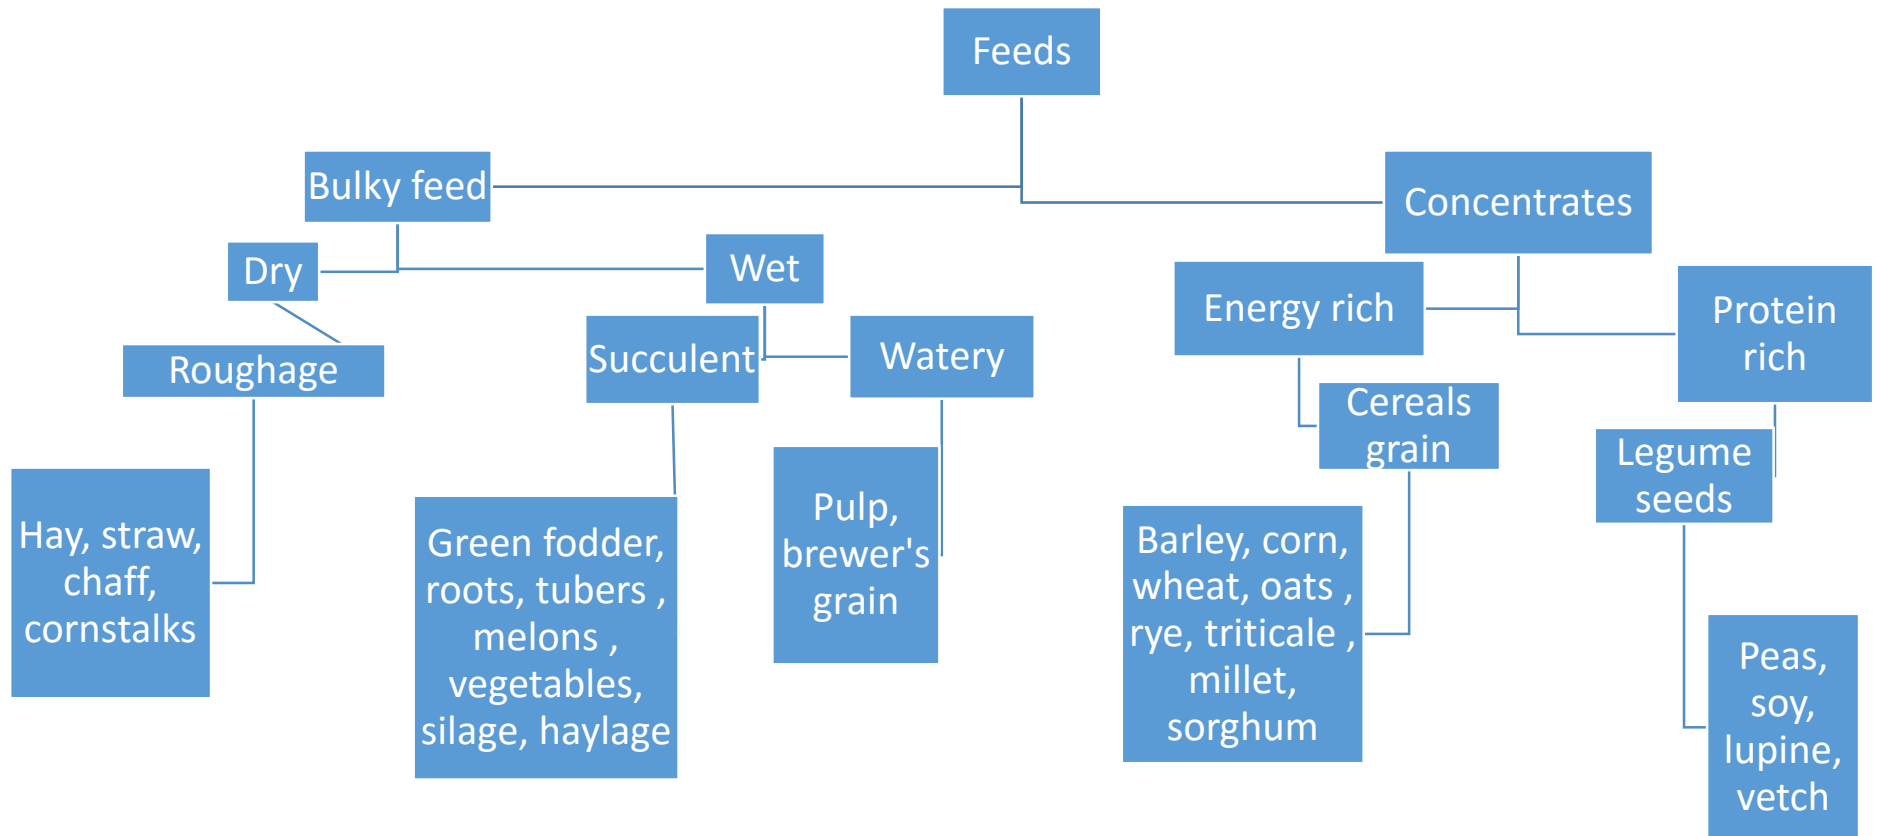 Feeds
Bulky feed
Concentrates
Dry
Wet
Energy rich
Protein
rich
Roughage
Succulent
Watery
Cereals
grain
Legume
seeds
Hay, straw,
chaff,
cornstalks
Green fodder,
roots, tubers ,
melons ,
vegetables,
silage, haylage
Pulp,
brewer's
grain
Barley, corn,
wheat, oats ,
rye, triticale ,
millet,
sorghum
Peas,
soy,
lupine,
vetch